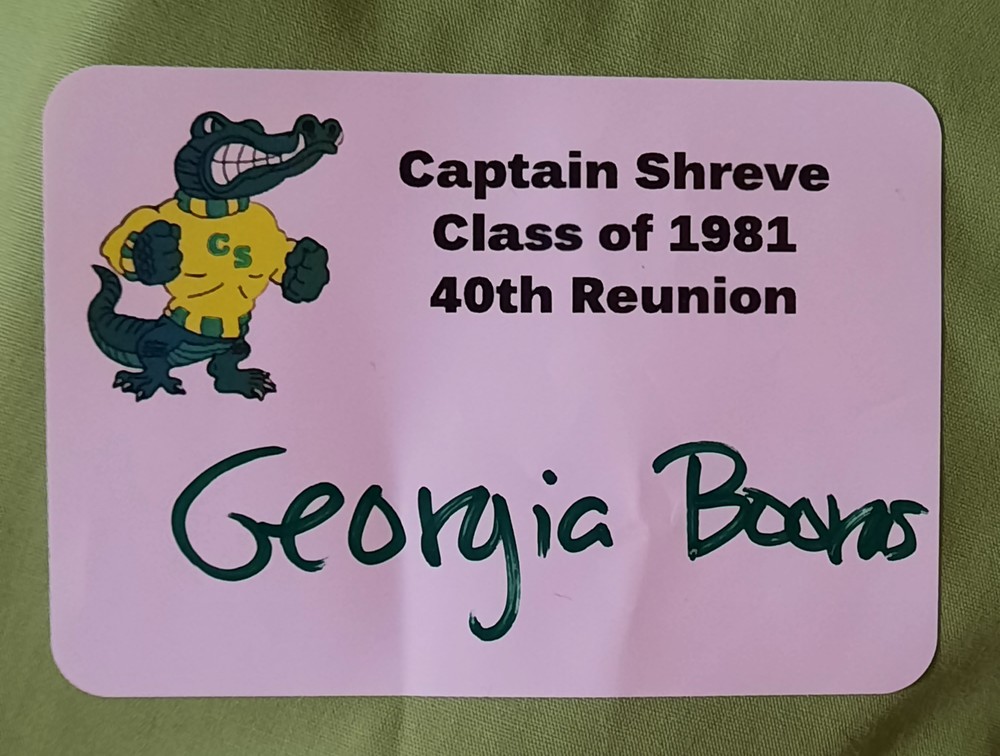 CS
Captain Shreve
Class of 1981
40th Reunion
Georgia